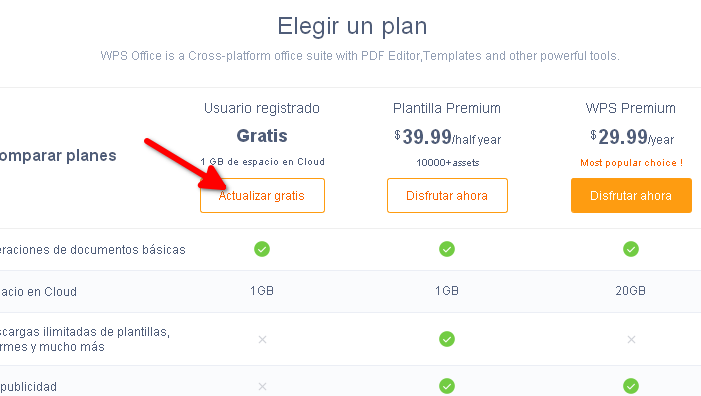 Elegir un plan
WPS Office is a Cross-platform office suite with PDF Editor,Templates and other powerful tools.
omparar planes
Usuario registrado
Gratis
1 GB de espacio en Cloud
Actualizar gratis
Plantilla Premium
$39.99/half year
10000+assets
Disfrutar ahora
WPS Premium
$29.99/year
Most popular choice !
Disfrutar ahora
eraciones de documentos básicas
acio en Cloud
1GB
1GB
20GB
scargas ilimitadas de plantillas,
ormes y mucho más
publicidad